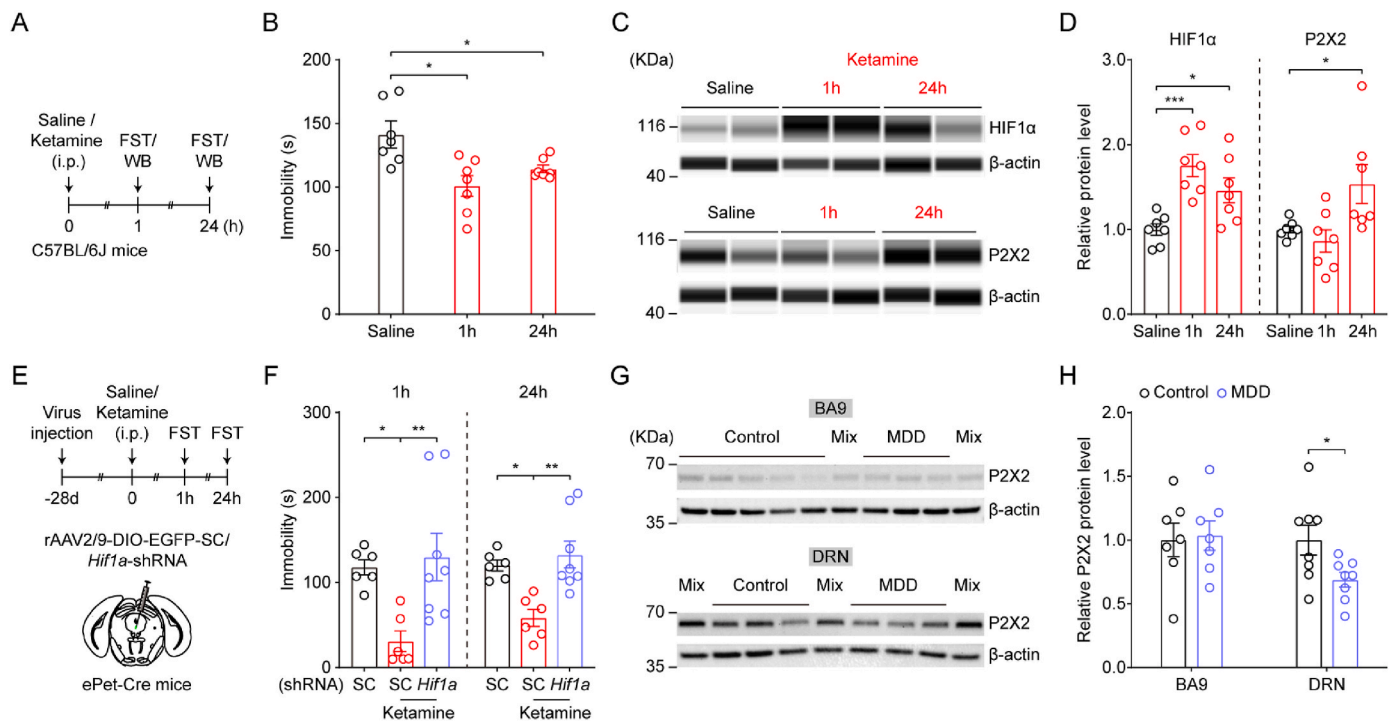 A
Saline /
Ketamine
(i.p.)
FST/
WB
FST/
WB
0
1
24 (h)
C57BL/6J mice
B
Immobility (s)
200
150
100
50
0
*
*
Saline
1h
24h
C
(KDa)
Ketamine
Saline
1h
24h
116
HIF1α
β-actin
40
Saline
1h
24h
116
P2X2
β-actin
40
D
HIF1α
P2X2
Relative protein level
3.0
2.0
1.0
0
***
*
*
Saline 1h 24h
Saline 1h 24h
E
Virus
injection
Saline/
Ketamine
(i.p.)
FST
FST
-28d
0
1h
24h
rAAV2/9-DIO-EGFP-SC/
Hif1a-shRNA
ePet-Cre mice
F
1h
24h
Immobility (s)
300
200
100
0
*
**
*
**
(shRNA)
SC
SC
Hif1a
SC
SC
Hif1a
Ketamine
Ketamine
G
BA9
(KDa)
Control
Mix
MDD
Mix
70
P2X2
β-actin
35
DRN
Mix
Control
Mix
MDD
Mix
70
P2X2
β-actin
35
H
Control
MDD
Relative P2X2 protein level
2.0
1.5
1.0
0.5
0
*
BA9
DRN